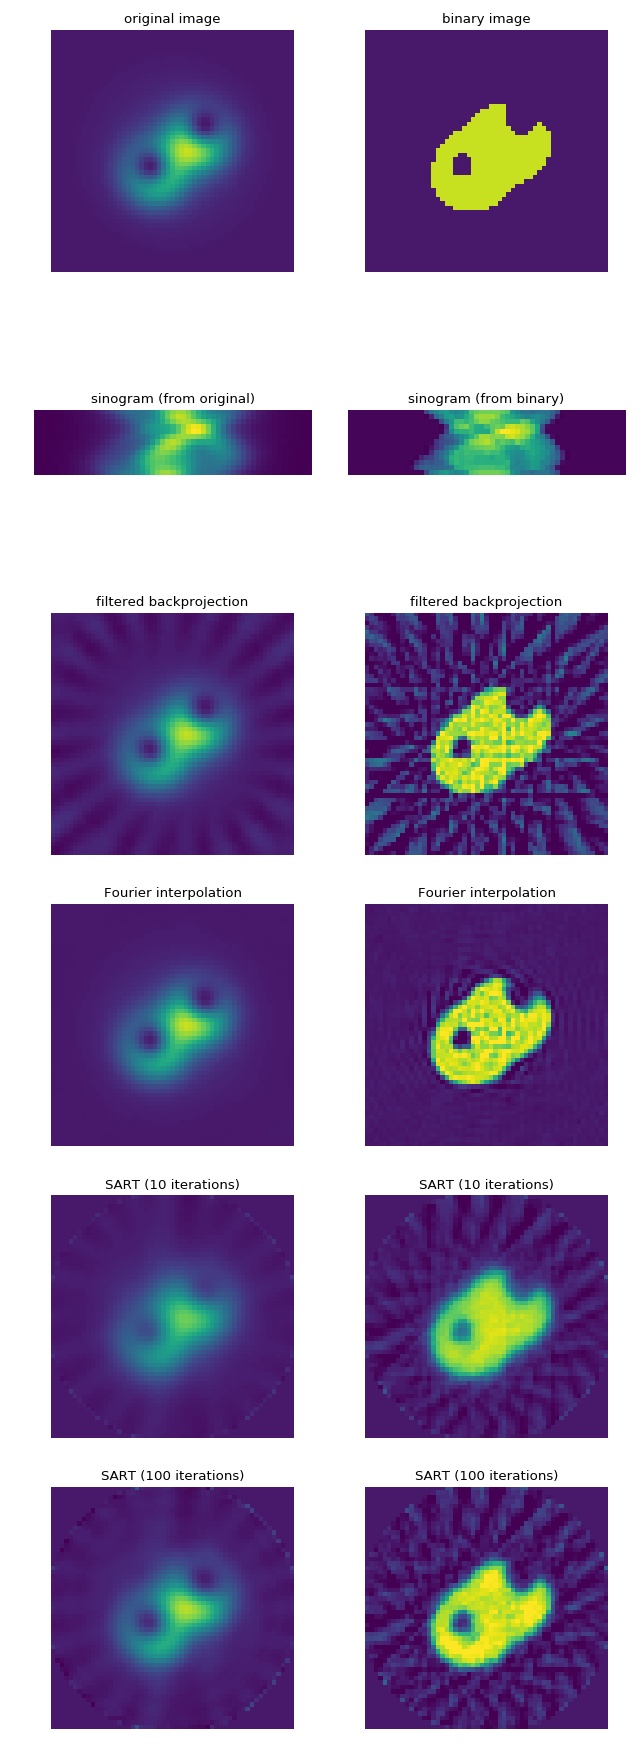 original image
binary image
sinogram (from original)
sinogram (from binary)
filtered backprojection
filtered backprojection
Fourier interpolation
Fourier interpolation
SART (10 iterations)
SART (10 iterations)
SART (100 iterations)
SART (100 iterations)